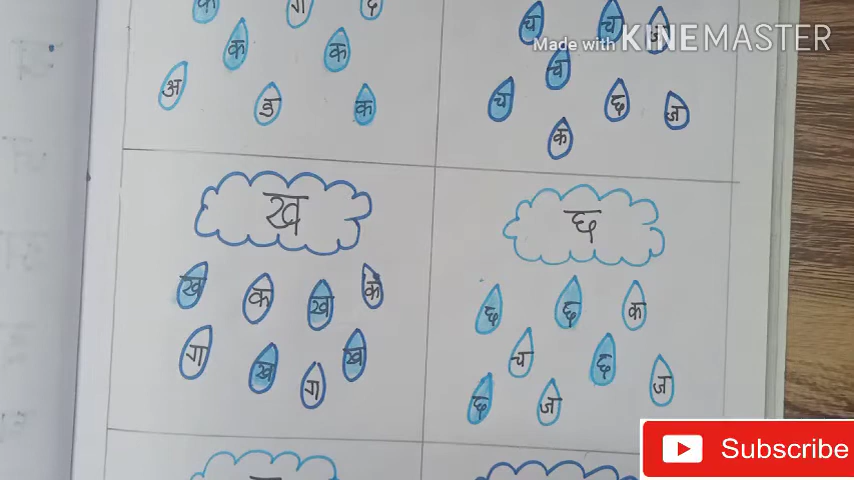 क ग द
क क
अ इ क
च च ज
Made with KINEMASTER
च
च छ ज
क
ख
ख क ख क
ग ख ग ख
छ
छ छ क
च छ
छ ज ज
Subscribe